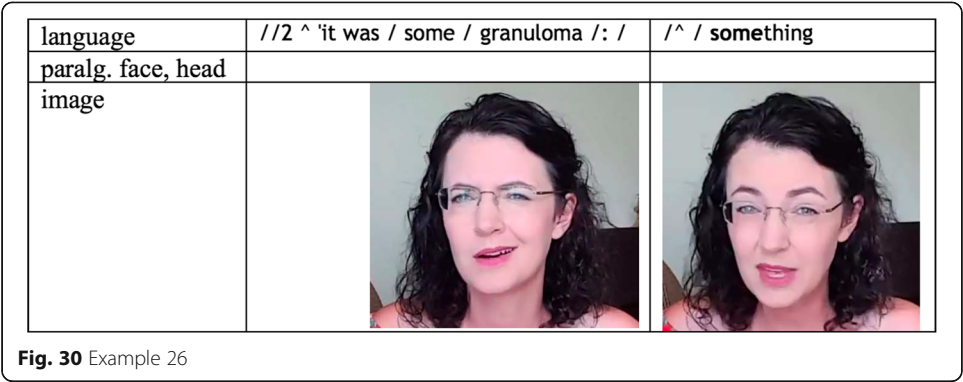 language //2 ^ 'it was / some / granuloma /: / /^ / something
paralg. face, head
image
Fig. 30 Example 26